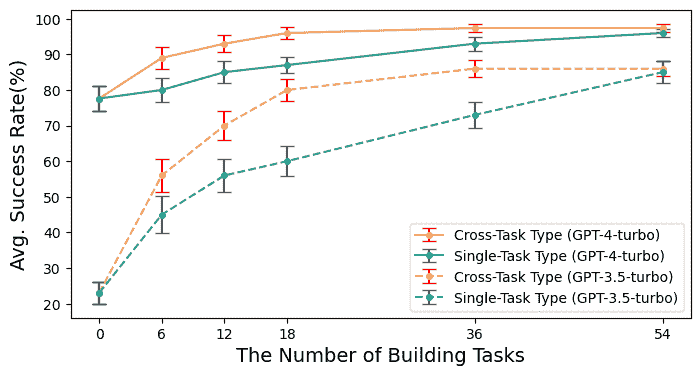 100
90
80
70
60
50
40
30
20
Avg. Success Rate(%)
Cross-Task Type (GPT-4-turbo)
Single-Task Type (GPT-4-turbo)
Cross-Task Type (GPT-3.5-turbo)
Single-Task Type (GPT-3.5-turbo)
0 6 12 18 36 54
The Number of Building Tasks